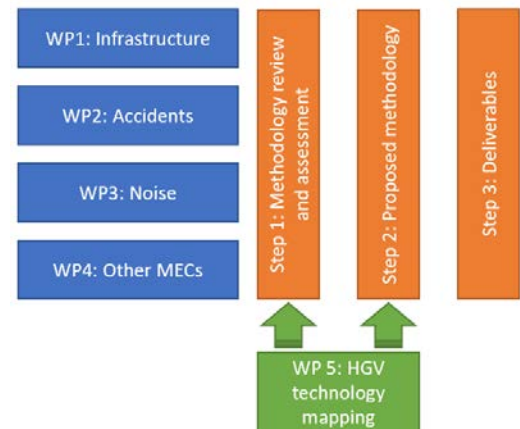 WP1: Infrastructure
WP2: Accidents
WP3: Noise
WP4: Other MECs
Step 1: Methodology review
and assessment
Step 2: Proposed methodology
Step 3: Deliverables
WP 5: HGV
technology
mapping